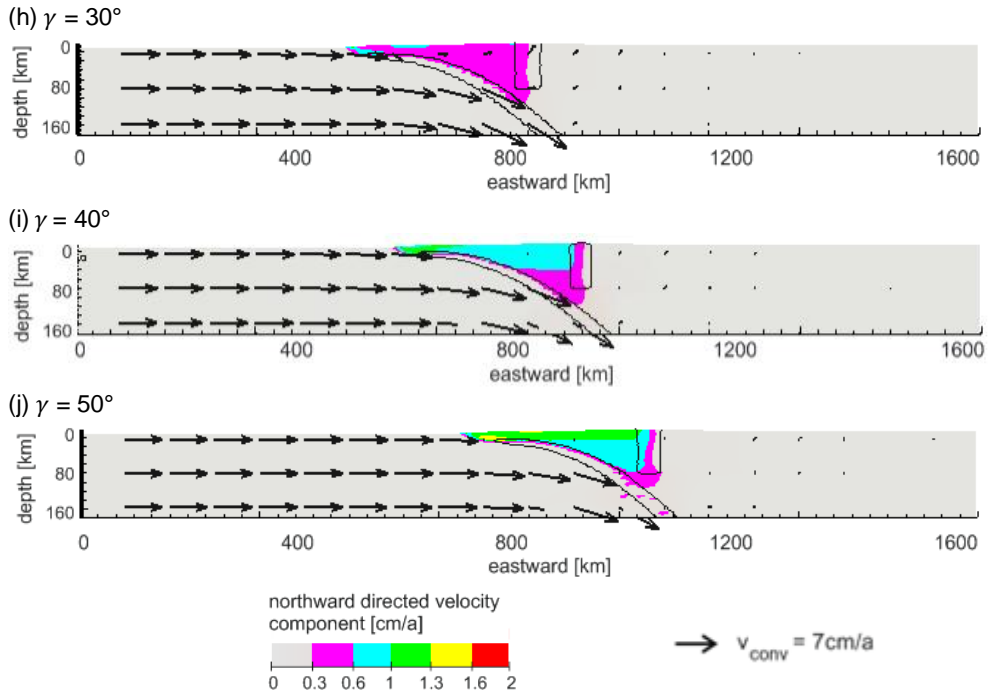 (h) γ = 30°
depth [km]
0
80
160
0 400 800 1200 1600
eastward [km]
(i) γ = 40°
depth [km]
0
80
160
0 400 800 1200 1600
eastward [km]
(j) γ = 50°
depth [km]
0
80
160
0 400 800 1200 1600
eastward [km]
northward directed velocity
component [cm/a]
0 0.3 0.6 1 1.3 1.6 2
v_conv = 7cm/a